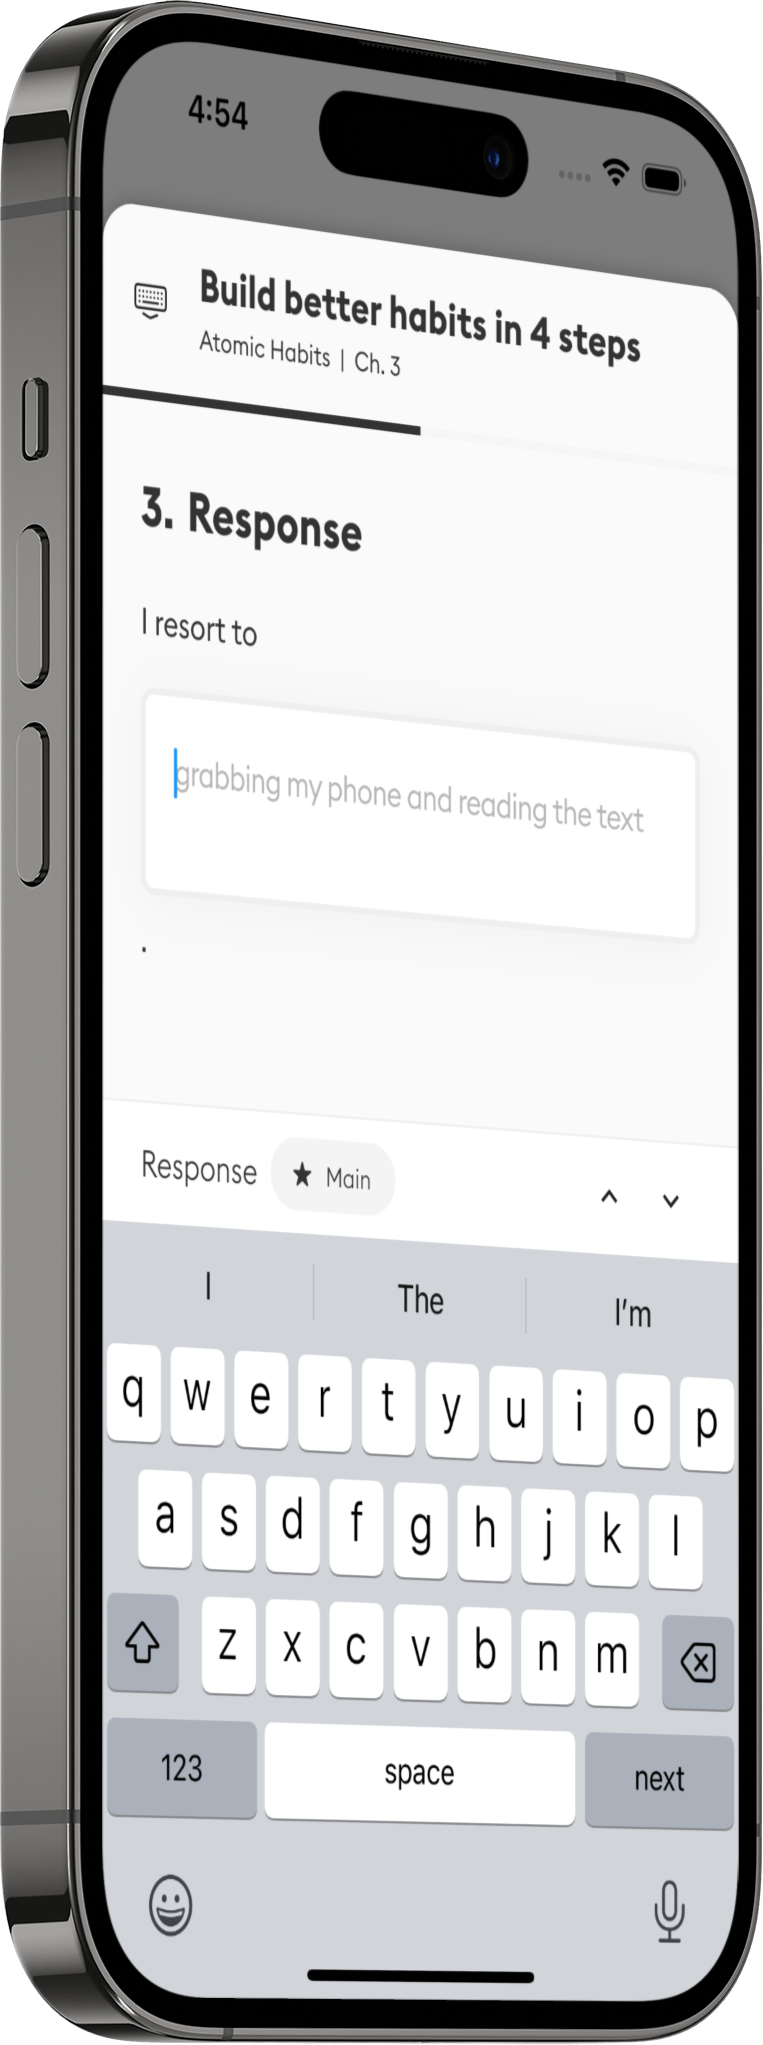 4:54
Build better habits in 4 steps
Atomic Habits | Ch. 3
3. Response
I resort to
grabbing my phone and reading the text
.
Response ★ Main
I The I'm
q w e r t y u i o p
a s d f g h j k l
z x c v b n m
123 space next